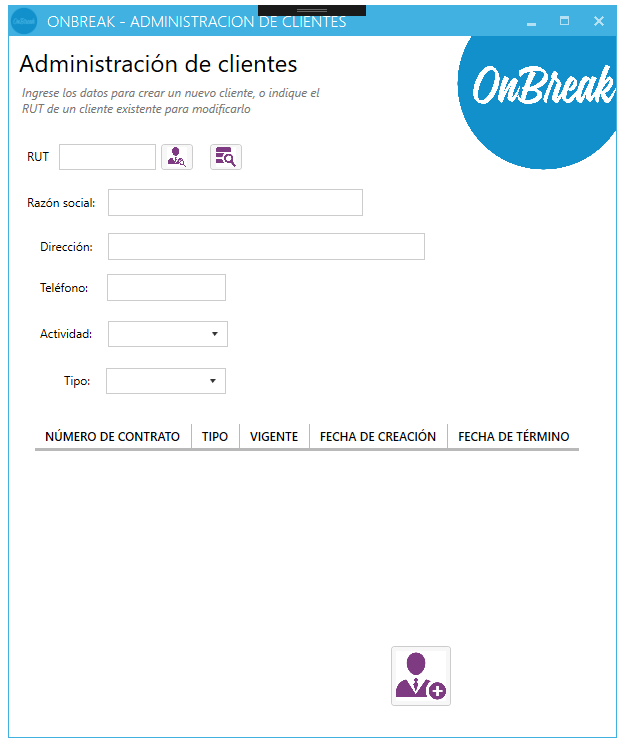 OnBreak
ONBREAK - ADMINISTRACION DE CLIENTES
Administración de clientes
OnBreak
Ingrese los datos para crear un nuevo cliente, o indique el
RUT de un cliente existente para modificarlo
RUT
Razón social:
Dirección:
Teléfono:
Actividad:
Tipo:
NÚMERO DE CONTRATO TIPO VIGENTE FECHA DE CREACIÓN FECHA DE TÉRMINO